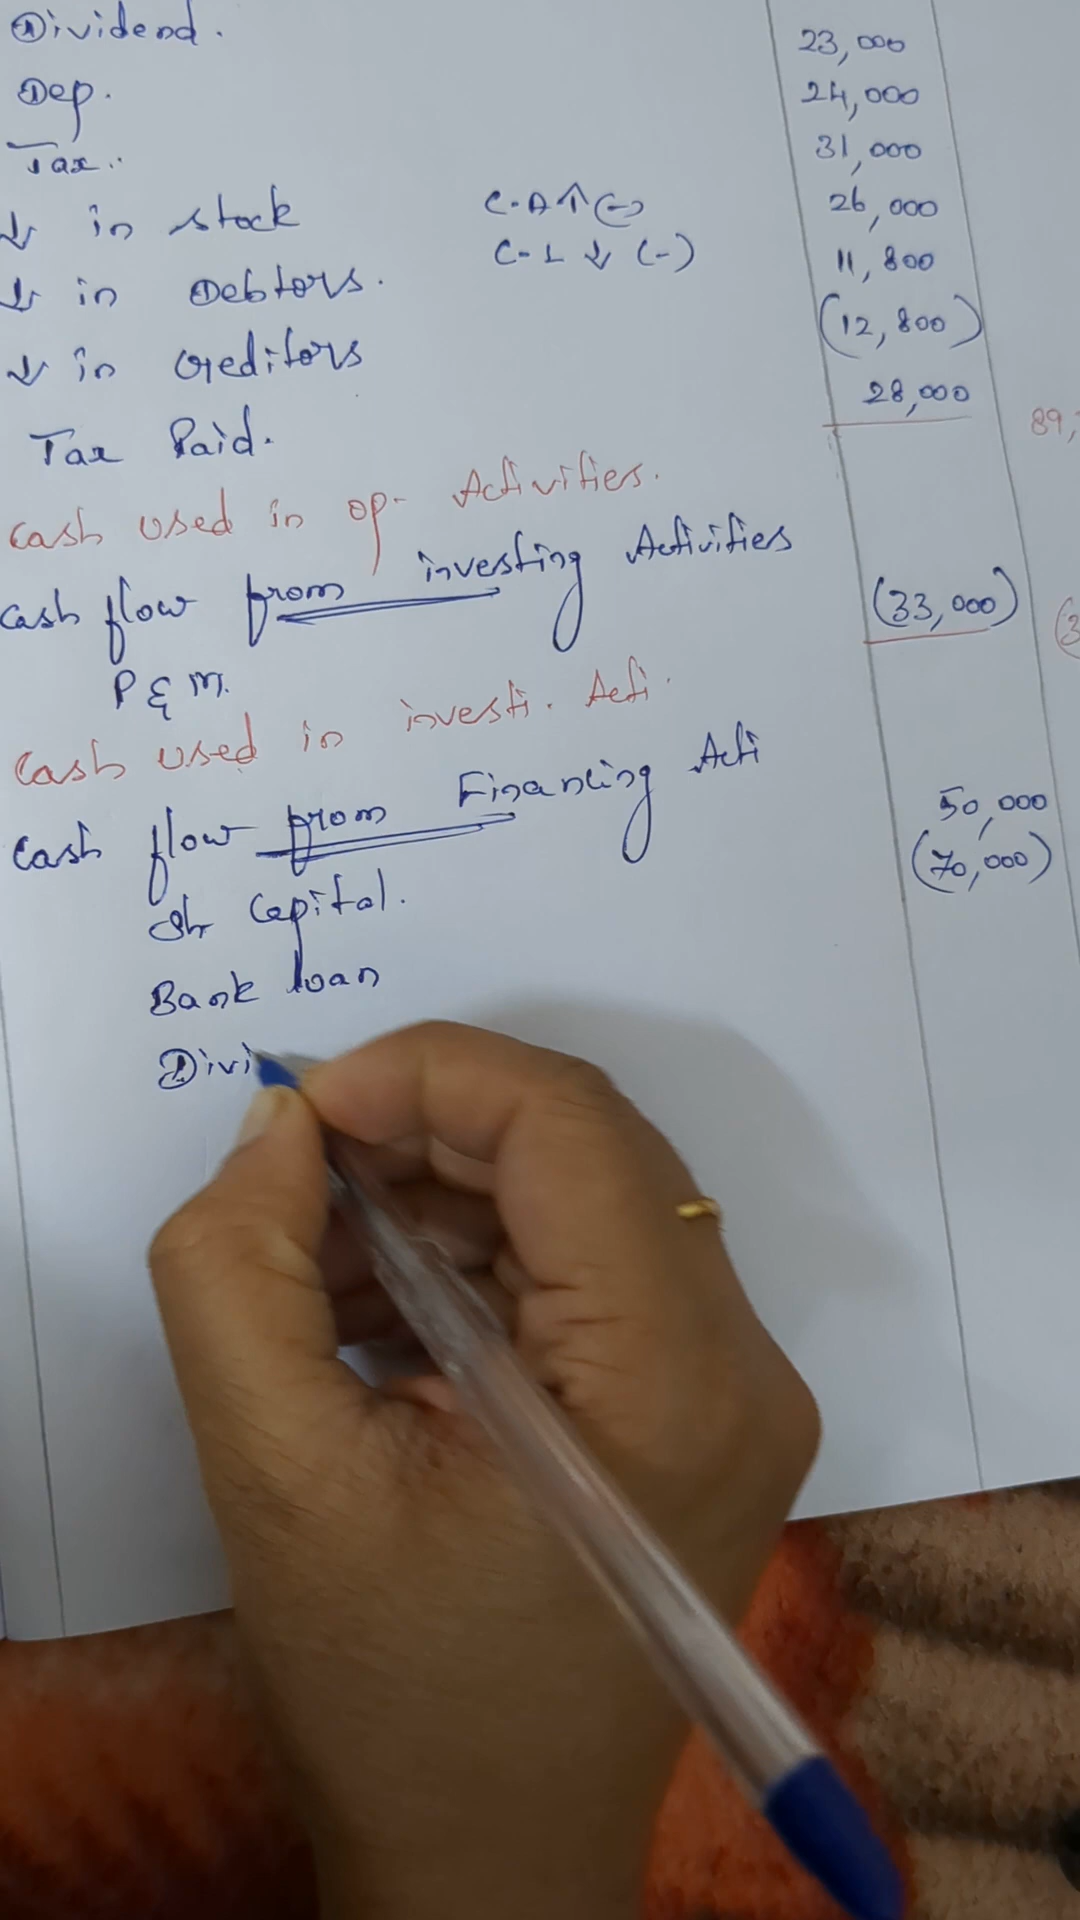 Dividend. 23,000
Dep. 24,000
Tax.. 31,000
↓ in stock C.A↑(-) 26,000
↓ in Debtors. C-L↓(-) 11,800
↓ in creditors (12,800)
Tax Paid. 28,000
89,
Cash used in op- Activities.
Cash flow from investing Activities
P & M. (33,000) (3
Cash used in investi. Acti.
Cash flow from Financing Acti
Sh Capital. 50,000
Bank loan (70,000)
Divi